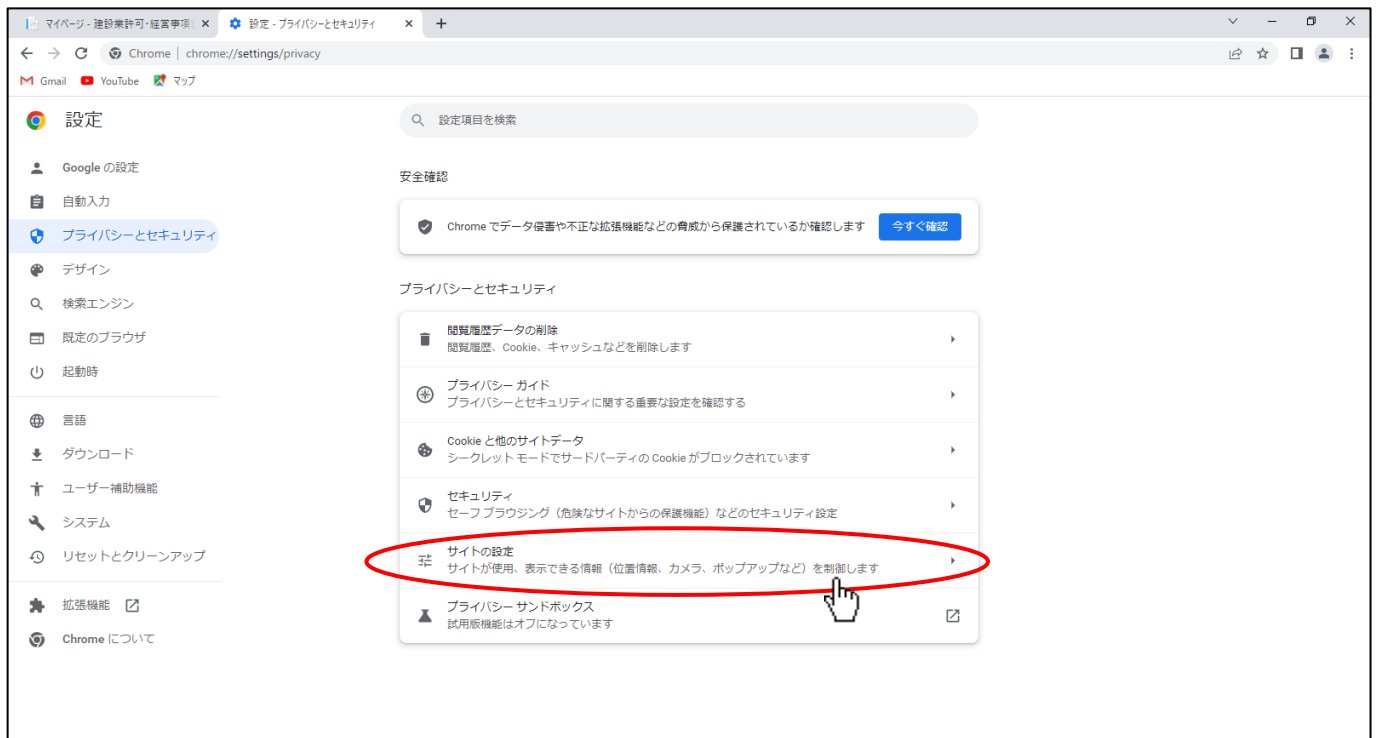 マイページ - 建設業許可・経営事項
設定 - プライバシーとセキュリティ
Chrome | chrome://settings/privacy
Gmail YouTube マップ
設定
設定項目を検索
Google の設定
自動入力
プライバシーとセキュリティ
デザイン
検索エンジン
既定のブラウザ
起動時
言語
ダウンロード
ユーザー補助機能
システム
リセットとクリーンアップ
拡張機能
Chrome について
安全確認
Chrome でデータ侵害や不正な拡張機能などの脅威から保護されているか確認します
今すぐ確認
プライバシーとセキュリティ
閲覧履歴データの削除
閲覧履歴、Cookie、キャッシュなどを削除します
プライバシー ガイド
プライバシーとセキュリティに関する重要な設定を確認する
Cookie と他のサイトデータ
シークレット モードでサードパーティの Cookie がブロックされています
セキュリティ
セーフ ブラウジング（危険なサイトからの保護機能）などのセキュリティ設定
サイトの設定
サイトが使用、表示できる情報（位置情報、カメラ、ポップアップなど）を制御します
プライバシー サンドボックス
試用版機能はオフになっています